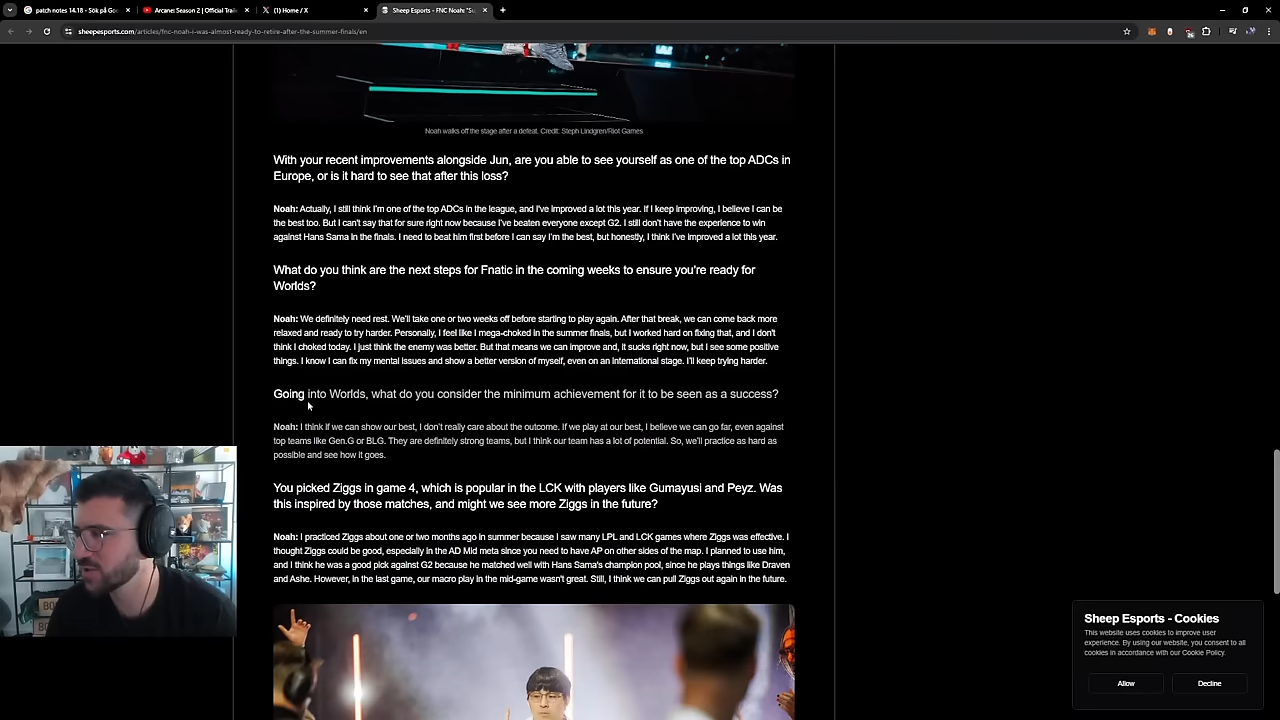 patch notes 14.18 - Sök på Goo
Arcane: Season 2 | Official Trail
(1) Home / X
Sheep Esports - FNC Noah: "Su
sheepesports.com/articles/fnc-noah-i-was-almost-ready-to-retire-after-the-summer-finals/en
Noah walks off the stage after a defeat. Credit: Steph Lindgren/Riot Games
With your recent improvements alongside Jun, are you able to see yourself as one of the top ADCs in
Europe, or is it hard to see that after this loss?
Noah: Actually, I still think I'm one of the top ADCs in the league, and I've improved a lot this year. If I keep improving, I believe I can be
the best too. But I can't say that for sure right now because I've beaten everyone except G2. I still don't have the experience to win
against Hans Sama in the finals. I need to beat him first before I can say I'm the best, but honestly, I think I've improved a lot this year.
What do you think are the next steps for Fnatic in the coming weeks to ensure you're ready for
Worlds?
Noah: We definitely need rest. We'll take one or two weeks off before starting to play again. After that break, we can come back more
relaxed and ready to try harder. Personally, I feel like I mega-choked in the summer finals, but I worked hard on fixing that, and I don't
think I choked today. I just think the enemy was better. But that means we can improve and, it sucks right now, but I see some positive
things. I know I can fix my mental issues and show a better version of myself, even on an international stage. I'll keep trying harder.
Going into Worlds, what do you consider the minimum achievement for it to be seen as a success?
Noah: I think if we can show our best, I don't really care about the outcome. If we play at our best, I believe we can go far, even against
top teams like Gen.G or BLG. They are definitely strong teams, but I think our team has a lot of potential. So, we'll practice as hard as
possible and see how it goes.
You picked Ziggs in game 4, which is popular in the LCK with players like Gumayusi and Peyz. Was
this inspired by those matches, and might we see more Ziggs in the future?
Noah: I practiced Ziggs about one or two months ago in summer because I saw many LPL and LCK games where Ziggs was effective. I
thought Ziggs could be good, especially in the AD Mid meta since you need to have AP on other sides of the map. I planned to use him,
and I think he was a good pick against G2 because he matched well with Hans Sama's champion pool, since he plays things like Draven
and Ashe. However, in the last game, our macro play in the mid-game wasn't great. Still, I think we can pull Ziggs out again in the future.
Sheep Esports - Cookies
This website uses cookies to improve user
experience. By using our website, you consent to all
cookies in accordance with our Cookie Policy.
Allow
Decline